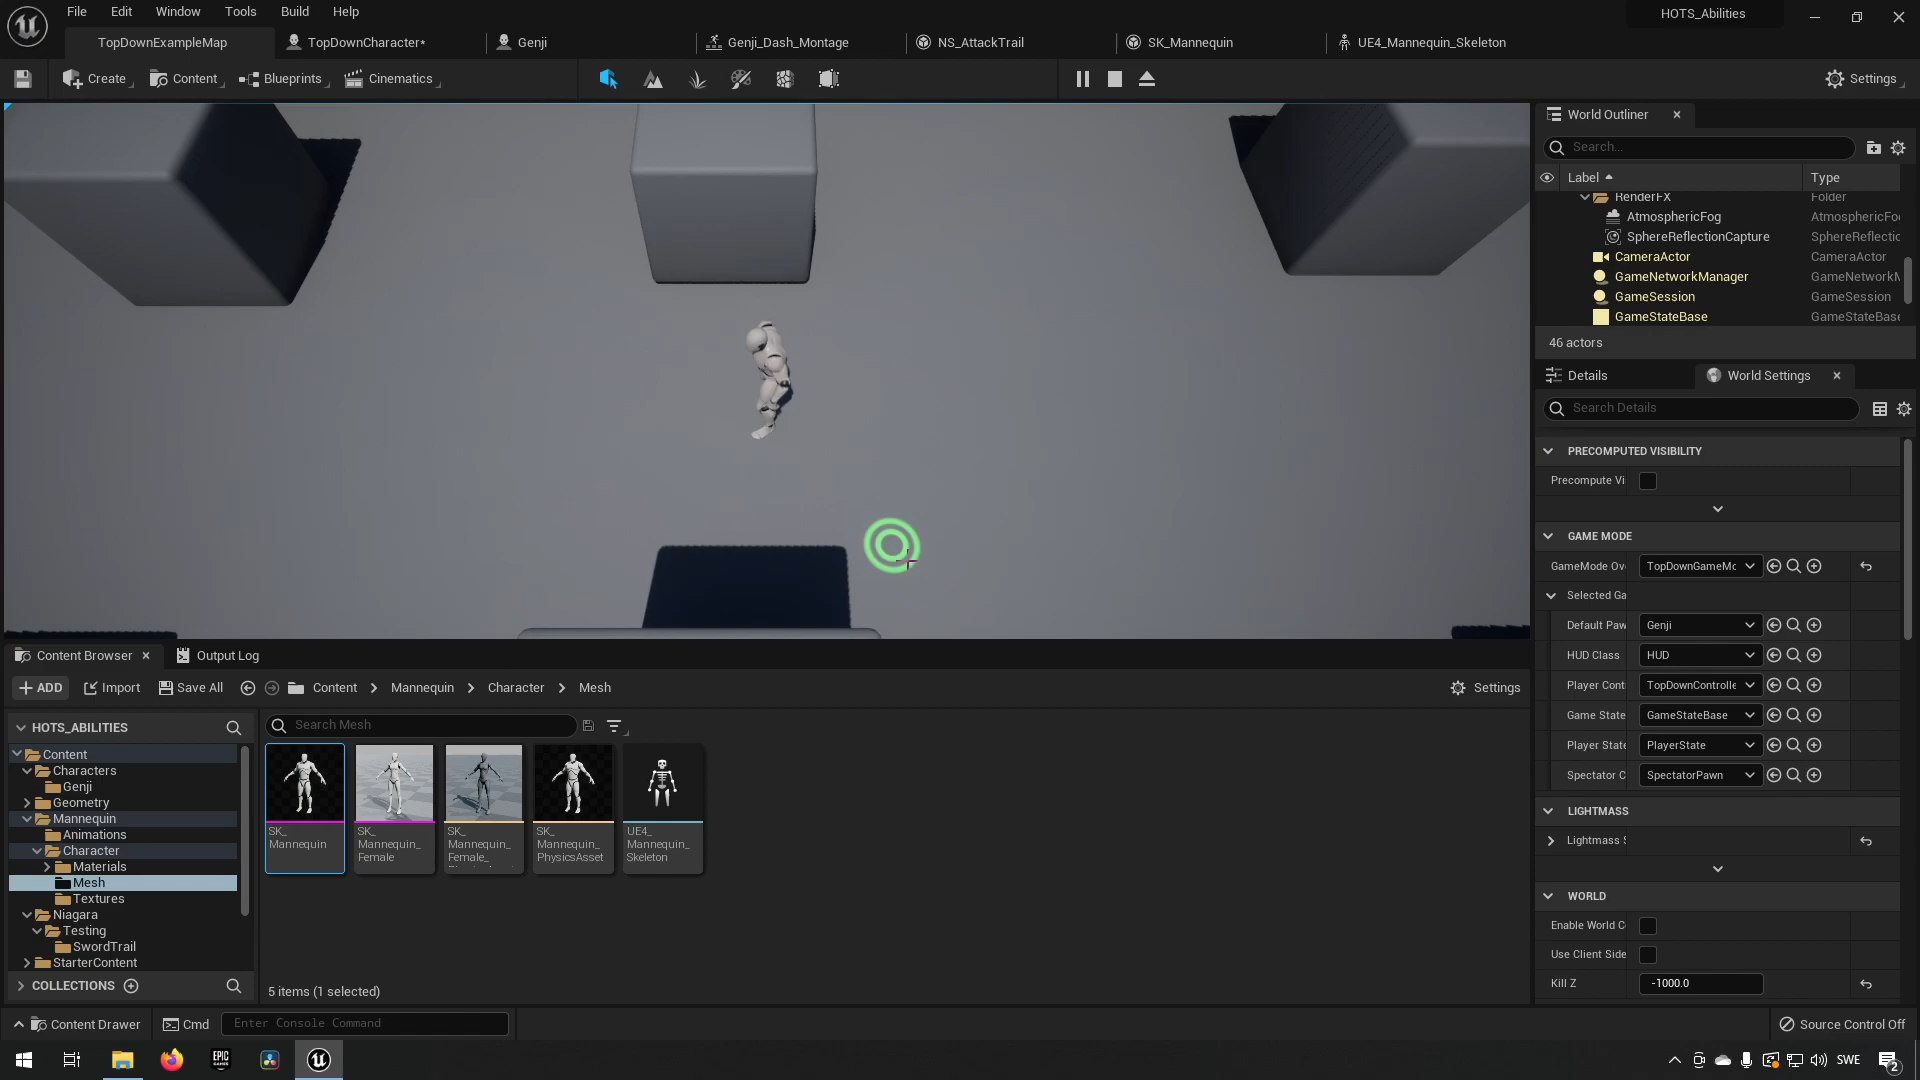 File Edit Window Tools Build Help
HOTS_Abilities
TopDownExampleMap
TopDownCharacter*
Genji
Genji_Dash_Montage
NS_AttackTrail
SK_Mannequin
UE4_Mannequin_Skeleton
Create
Content
Blueprints
Cinematics
Settings
World Outliner
Search...
Label
Type
RenderFX
Folder
AtmosphericFog
AtmosphericFo
SphereReflectionCapture
SphereReflectic
CameraActor
CameraActor
GameNetworkManager
GameNetworkM
GameSession
GameSession
GameStateBase
GameStateBase
46 actors
Details
World Settings
Search Details
PRECOMPUTED VISIBILITY
Precompute Vi
GAME MODE
GameMode Ov
TopDownGameMc
Selected Ga
Default Paw
Genji
HUD Class
HUD
Player Cont
TopDownControlle
Game State
GameStateBase
Player State
PlayerState
Spectator C
SpectatorPawn
LIGHTMASS
Lightmass S
WORLD
Enable World C
Use Client Side
Kill Z
-1000.0
Content Browser
Output Log
ADD
Import
Save All
Content
Mannequin
Character
Mesh
Settings
HOTS_ABILITIES
Search Mesh
Content
Characters
Genji
Geometry
Mannequin
Animations
Character
Materials
Mesh
Textures
Niagara
Testing
SwordTrail
StarterContent
COLLECTIONS
SK_
Mannequin
SK_
Mannequin_
Female
SK_
Mannequin_
Female_
SK_
Mannequin_
PhysicsAsset
UE4_
Mannequin_
Skeleton
5 items (1 selected)
Content Drawer
Cmd
Enter Console Command
Source Control Off
EPIC
GAMES
SWE
2